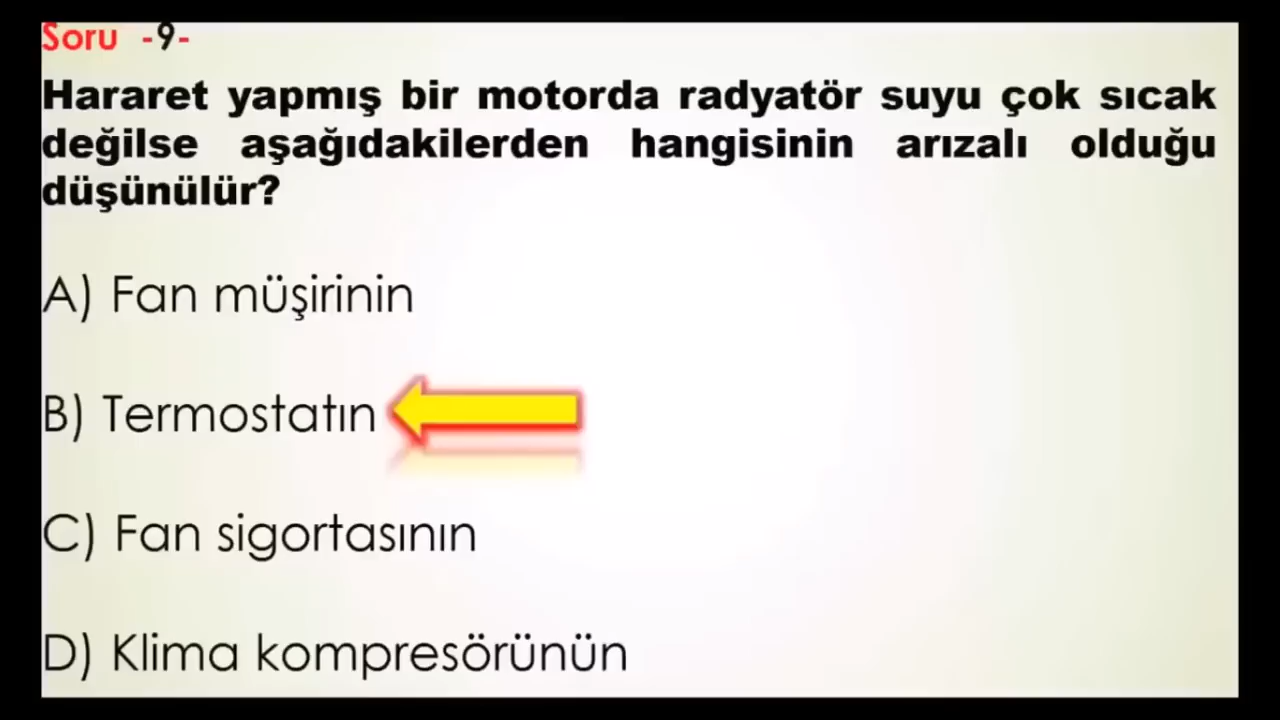 Soru -9-
Hararet yapmış bir motorda radyatör suyu çok sıcak
değilse aşağıdakilerden hangisinin arızalı olduğu
düşünülür?
A) Fan müşirinin
B) Termostatın
C) Fan sigortasının
D) Klima kompresörünün